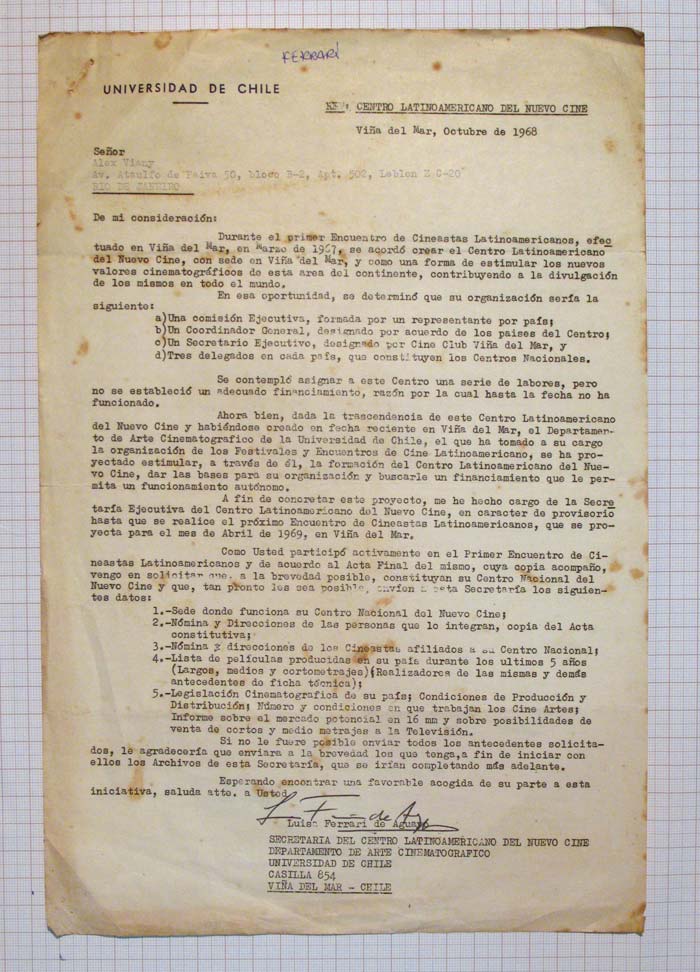 FERRARI
UNIVERSIDAD DE CHILE
REF: CENTRO LATINOAMERICANO DEL NUEVO CINE
Viña del Mar, Octubre de 1968
Señor
Alex Viany
Av. Ataulfo de Paiva 50, bloco B-2, Apt. 502, Leblon Z C-20
RIO DE JANEIRO
De mi consideración:
Durante el primer Encuentro de Cineastas Latinoamericanos, efec
tuado en Viña del Mar, en Marzo de 1967, se acordó crear el Centro Latinoamericano
del Nuevo Cine, con sede en Viña del Mar, y como una forma de estimular los nuevos
valores cinematográficos de esta area del continente, contribuyendo a la divulgación
de los mismos en todo el mundo.
En esa oportunidad, se determinó que su organización sería la
siguiente:
a)Una comisión Ejecutiva, formada por un representante por país;
b)Un Coordinador General, designado por acuerdo de los paises del Centro;
c)Un Secretario Ejecutivo, designado por Cine Club Viña del Mar, y
d)Tres delegados en cada país, que constituyen los Centros Nacionales.
Se contempló asignar a este Centro una serie de labores, pero
no se estableció un adecuado financiamiento, razón por la cual hasta la fecha no ha
funcionado.
Ahora bien, dada la trascendencia de este Centro Latinoamericano
del Nuevo Cine y habiéndose creado en fecha reciente en Viña del Mar, el Departamen-
to de Arte Cinematografico de la Universidad de Chile, el que ha tomado a su cargo
la organización de los Festivales y Encuentros de Cine Latinoamericano, se ha pro-
yectado estimular, a través de él, la formación del Centro Latinoamericano del Nue-
vo Cine, dar las bases para su organización y buscarle un financiamiento que le per-
mita un funcionamiento autónomo.
A fin de concretar este proyecto, me he hecho cargo de la Secre
taría Ejecutiva del Centro Latinoamericano del Nuevo Cine, en caracter de provisorio
hasta que se realice el próximo Encuentro de Cineastas Latinoamericanos, que se pro-
yecta para el mes de Abril de 1969, en Viña del Mar.
Como Usted participó activamente en el Primer Encuentro de Ci-
neastas Latinoamericanos y de acuerdo al Acta Final del mismo, cuya copia acompaño,
vengo en solicitar que, a la brevedad posible, constituyan su Centro Nacional del
Nuevo Cine y que, tan pronto les sea posible, envíen a esta Secretaría los siguien-
tes datos:
1.-Sede donde funciona su Centro Nacional del Nuevo Cine;
2.-Nómina y Direcciones de las personas que lo integran, copia del Acta
constitutiva;
3.-Nómina y direcciones de los Cineastas afiliados a su Centro Nacional;
4.-Lista de películas producidas en su país durante los ultimos 5 años
(Largos, medios y cortometrajes)(Realizadores de las mismas y demás
antecedentes de ficha técnica);
5.-Legislación Cinematografica de su país; Condiciones de Producción y
Distribución; Número y condiciones en que trabajan los Cine Artes;
Informe sobre el mercado potencial en 16 mm y sobre posibilidades de
venta de cortos y medio metrajes a la Televisión.
Si no le fuere posible enviar todos los antecedentes solicita-
dos, le agradecería que enviara a la brevedad los que tenga,a fin de iniciar con
ellos los Archivos de esta Secretaría, que se irían completando más adelante.
Esperando encontrar una favorable acogida de su parte a esta
iniciativa, saluda atte. a Usted
Luisa Ferrari de Aguayo
SECRETARIA DEL CENTRO LATINOAMERICANO DEL NUEVO CINE
DEPARTAMENTO DE ARTE CINEMATOGRAFICO
UNIVERSIDAD DE CHILE
CASILLA 854
VIÑA DEL MAR - CHILE